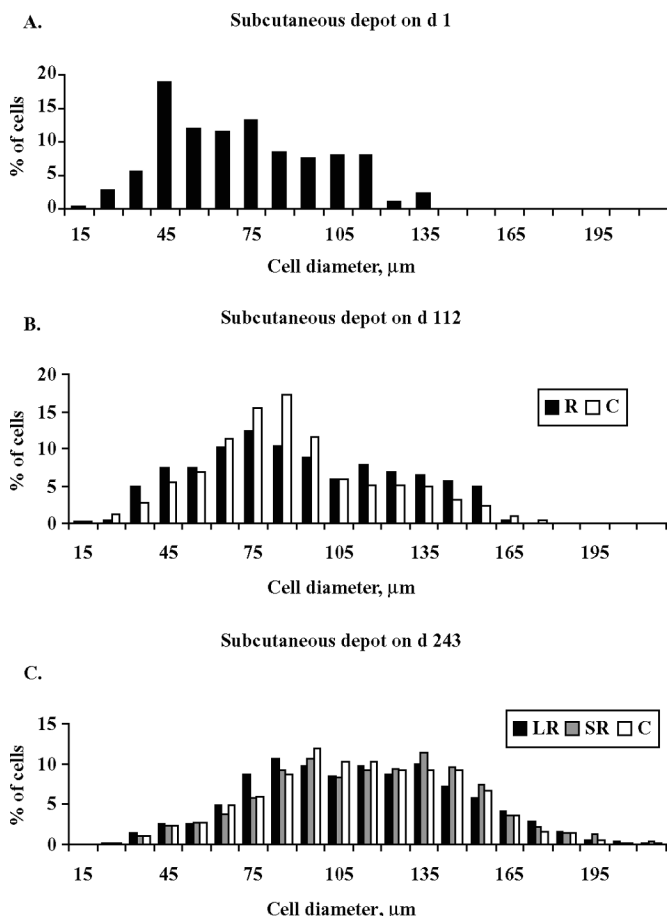 A.
Subcutaneous depot on d 1
20
15
10
5
0
% of cells
15 45 75 105 135 165 195
Cell diameter, µm
B.
Subcutaneous depot on d 112
20
15
10
5
0
% of cells
R C
15 45 75 105 135 165 195
Cell diameter, µm
Subcutaneous depot on d 243
C.
15
10
5
0
% of cells
LR SR C
15 45 75 105 135 165 195
Cell diameter, µm